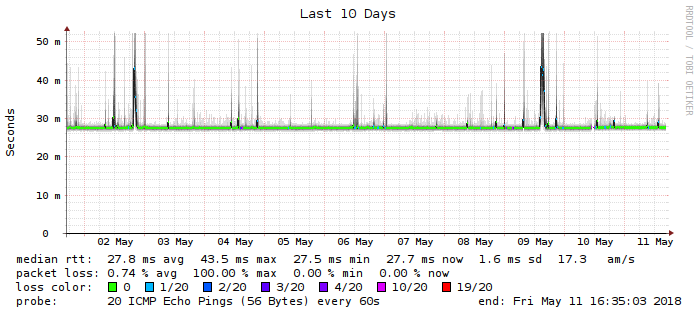 Last 10 Days
RRDTOOL / TOBI OETIKER
Seconds
50 m
40 m
30 m
20 m
10 m
0
02 May 03 May 04 May 05 May 06 May 07 May 08 May 09 May 10 May 11 May
median rtt: 27.8 ms avg 43.5 ms max 27.5 ms min 27.7 ms now 1.6 ms sd 17.3 am/s
packet loss: 0.74 % avg 100.00 % max 0.00 % min 0.00 % now
loss color: 0 1/20 2/20 3/20 4/20 10/20 19/20
probe: 20 ICMP Echo Pings (56 Bytes) every 60s end: Fri May 11 16:35:03 2018